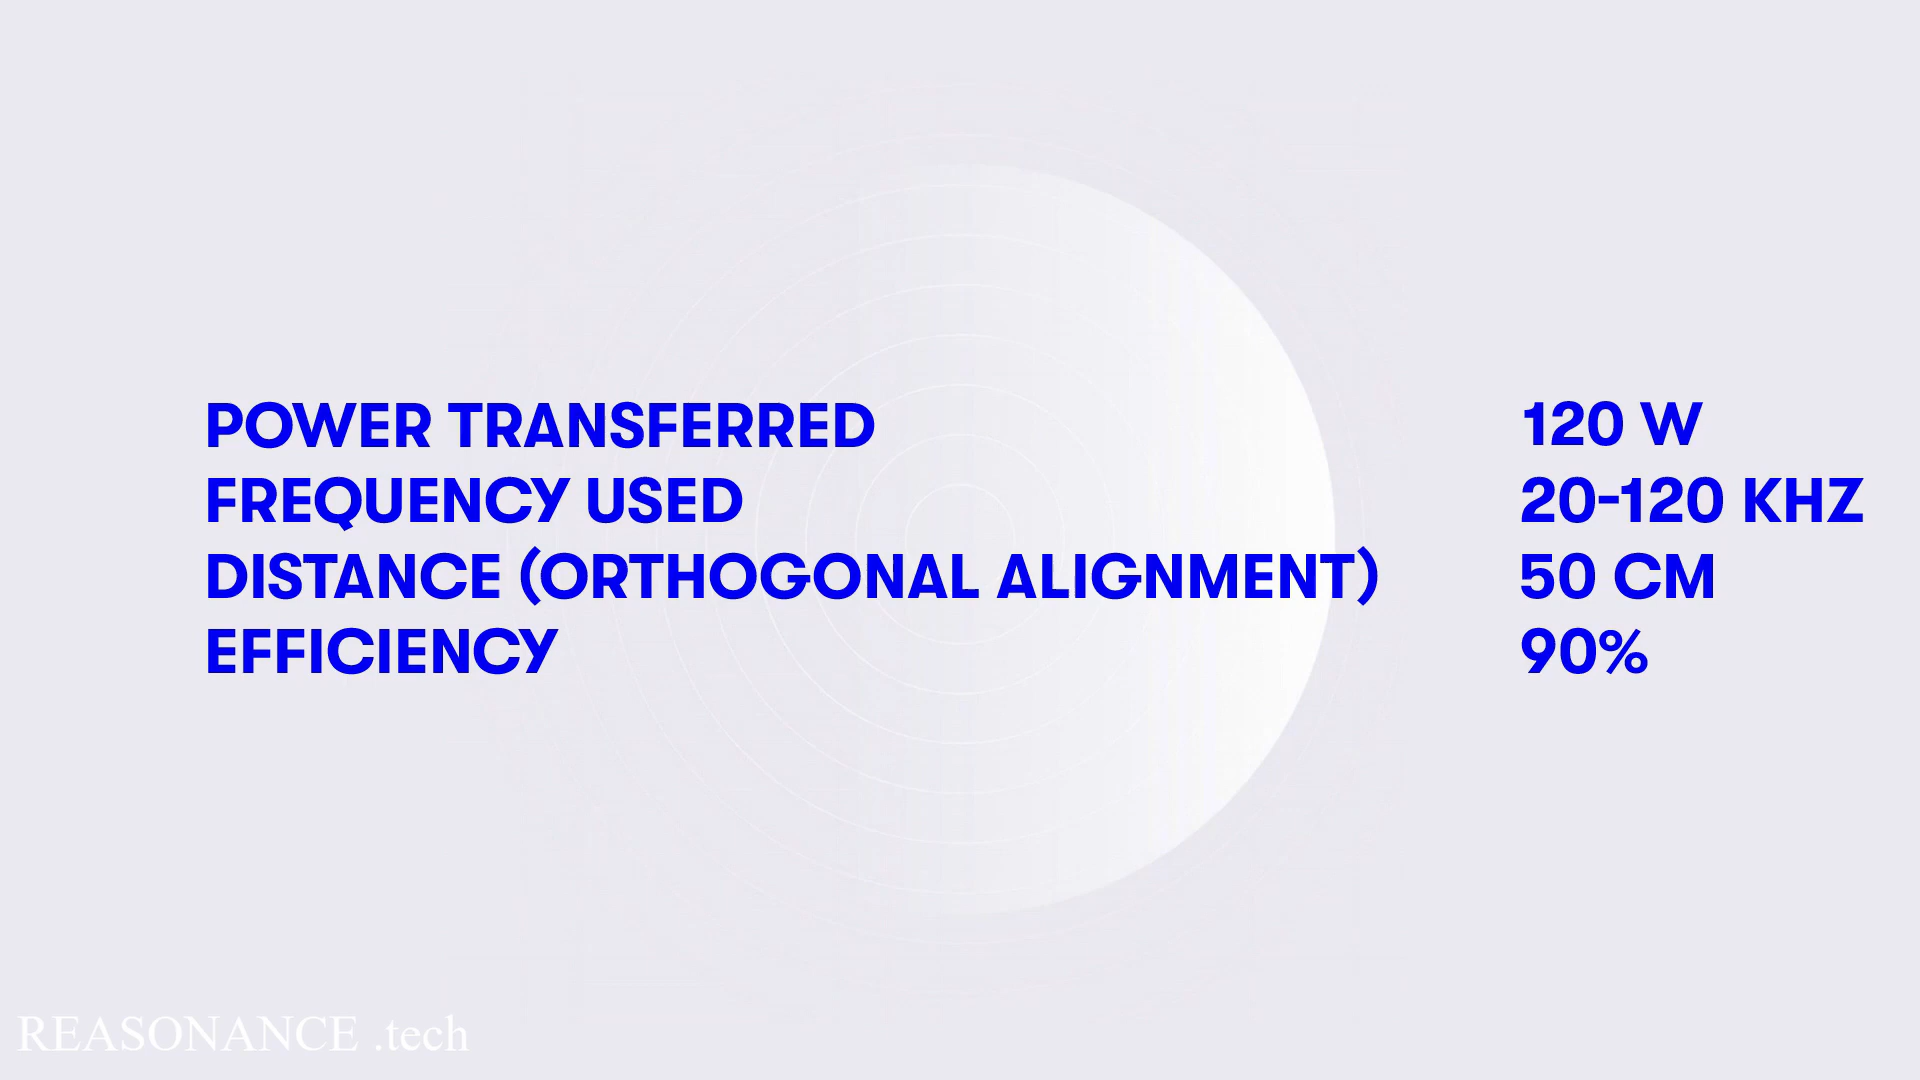 POWER TRANSFERRED 120 W
FREQUENCY USED 20-120 KHZ
DISTANCE (ORTHOGONAL ALIGNMENT) 50 CM
EFFICIENCY 90%
REASONANCE .tech